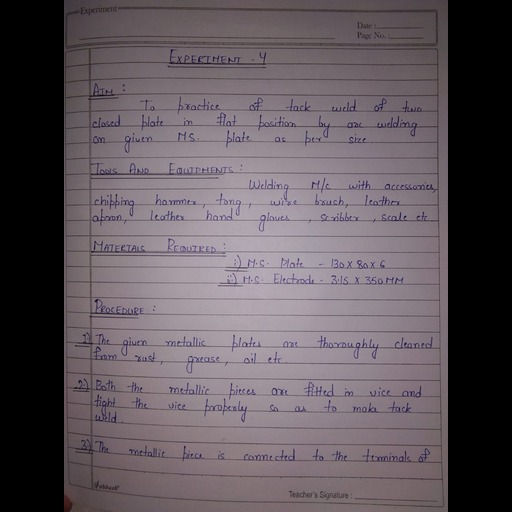 Experiment
Date :
Page No. :
EXPERIMENT - 4
AIM :
To practice of tack weld of two
closed plate in flat position by arc welding
on given MS. plate as per size
TOOLS AND EQUIPMENTS :
Welding M/c with accessories,
chipping hammer, tong, wire brush, leather
apron, leather hand gloves, scribber, scale etc
MATERIALS REQUIRED :
i) M.S. Plate - 130 x 80 x 6
ii) M.S. Electrode - 3.15 x 350 MM
PROCEDURE :
1) The given metallic plates are thoroughly cleaned
from rust, grease, oil etc.
2) Both the metallic pieces are fitted in vice and
tight the vice properly so as to make tack
weld.
3) The metallic piece is connected to the terminals of
Teacher's Signature :